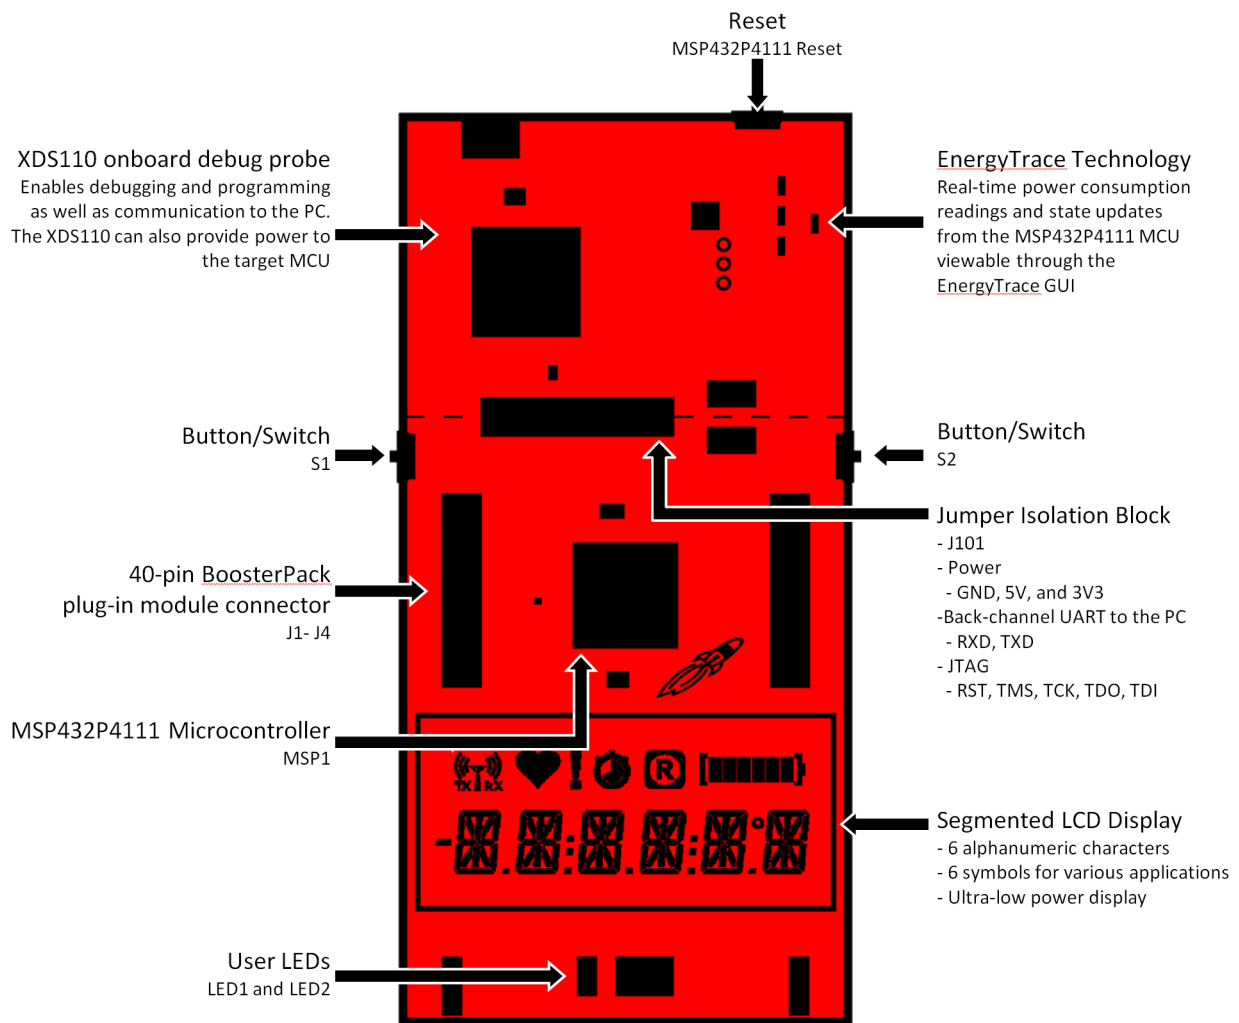 Reset
MSP432P4111 Reset
XDS110 onboard debug probe
Enables debugging and programming
as well as communication to the PC.
The XDS110 can also provide power to
the target MCU
EnergyTrace Technology
Real-time power consumption
readings and state updates
from the MSP432P4111 MCU
viewable through the
EnergyTrace GUI
Button/Switch
S1
Button/Switch
S2
Jumper Isolation Block
- J101
- Power
- GND, 5V, and 3V3
-Back-channel UART to the PC
- RXD, TXD
- JTAG
- RST, TMS, TCK, TDO, TDI
40-pin BoosterPack
plug-in module connector
J1- J4
MSP432P4111 Microcontroller
MSP1
TX RX
!
R
Segmented LCD Display
- 6 alphanumeric characters
- 6 symbols for various applications
- Ultra-low power display
User LEDs
LED1 and LED2